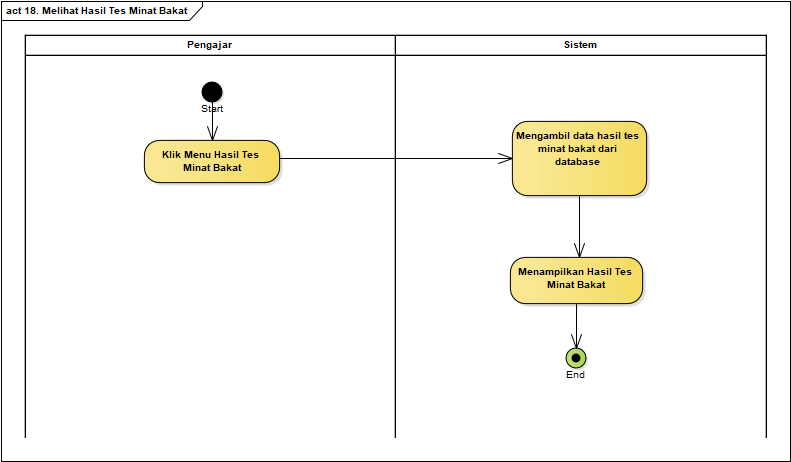 act 18. Melihat Hasil Tes Minat Bakat
Pengajar
Sistem
Start
Klik Menu Hasil Tes
Minat Bakat
Mengambil data hasil tes
minat bakat dari
database
Menampilkan Hasil Tes
Minat Bakat
End